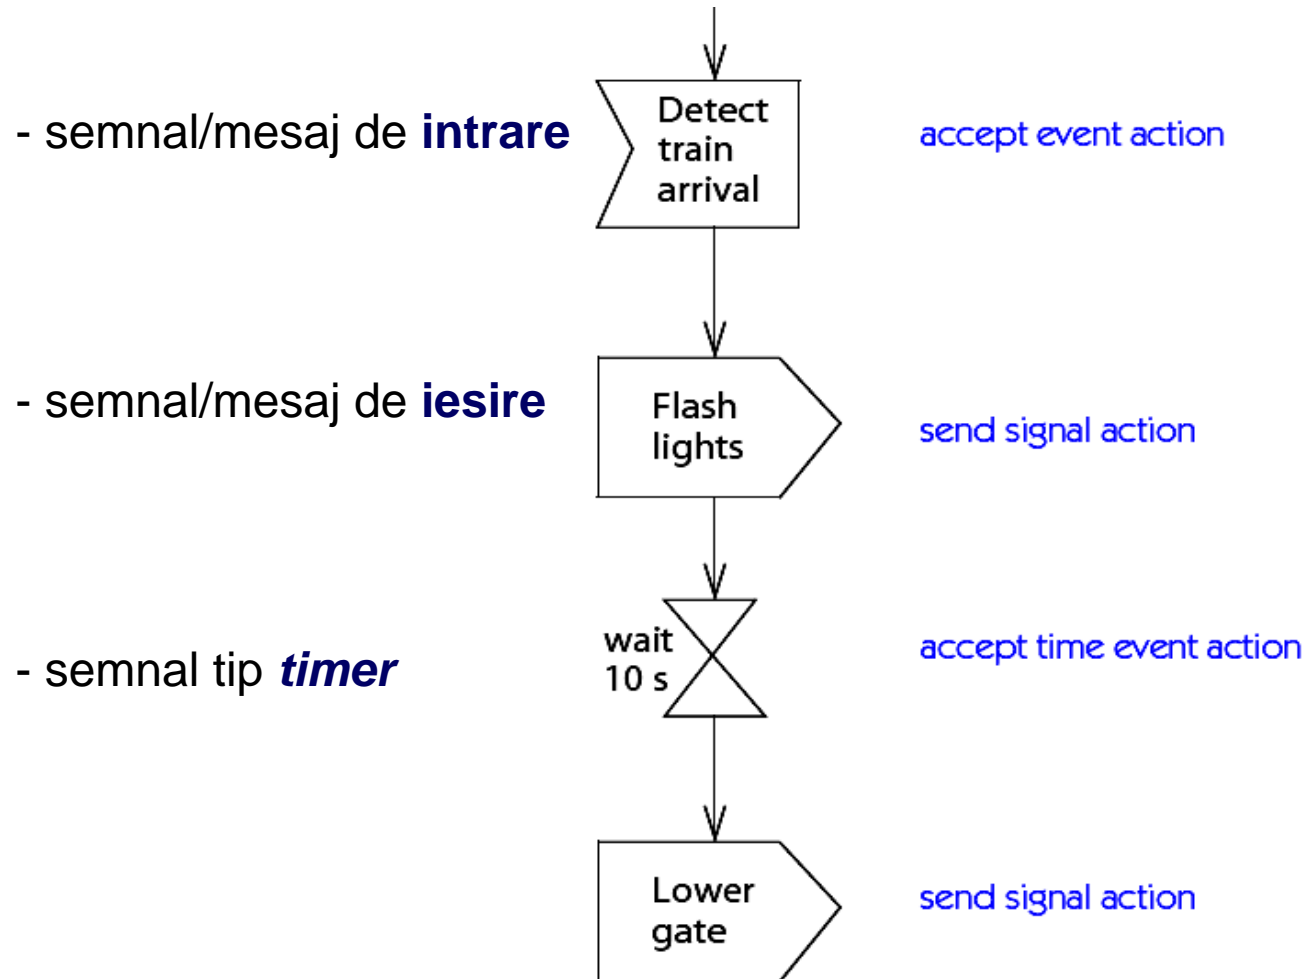 - semnal/mesaj de intrare
Detect
train
arrival
accept event action
- semnal/mesaj de iesire
Flash
lights
send signal action
- semnal tip timer
wait
10 s
accept time event action
Lower
gate
send signal action